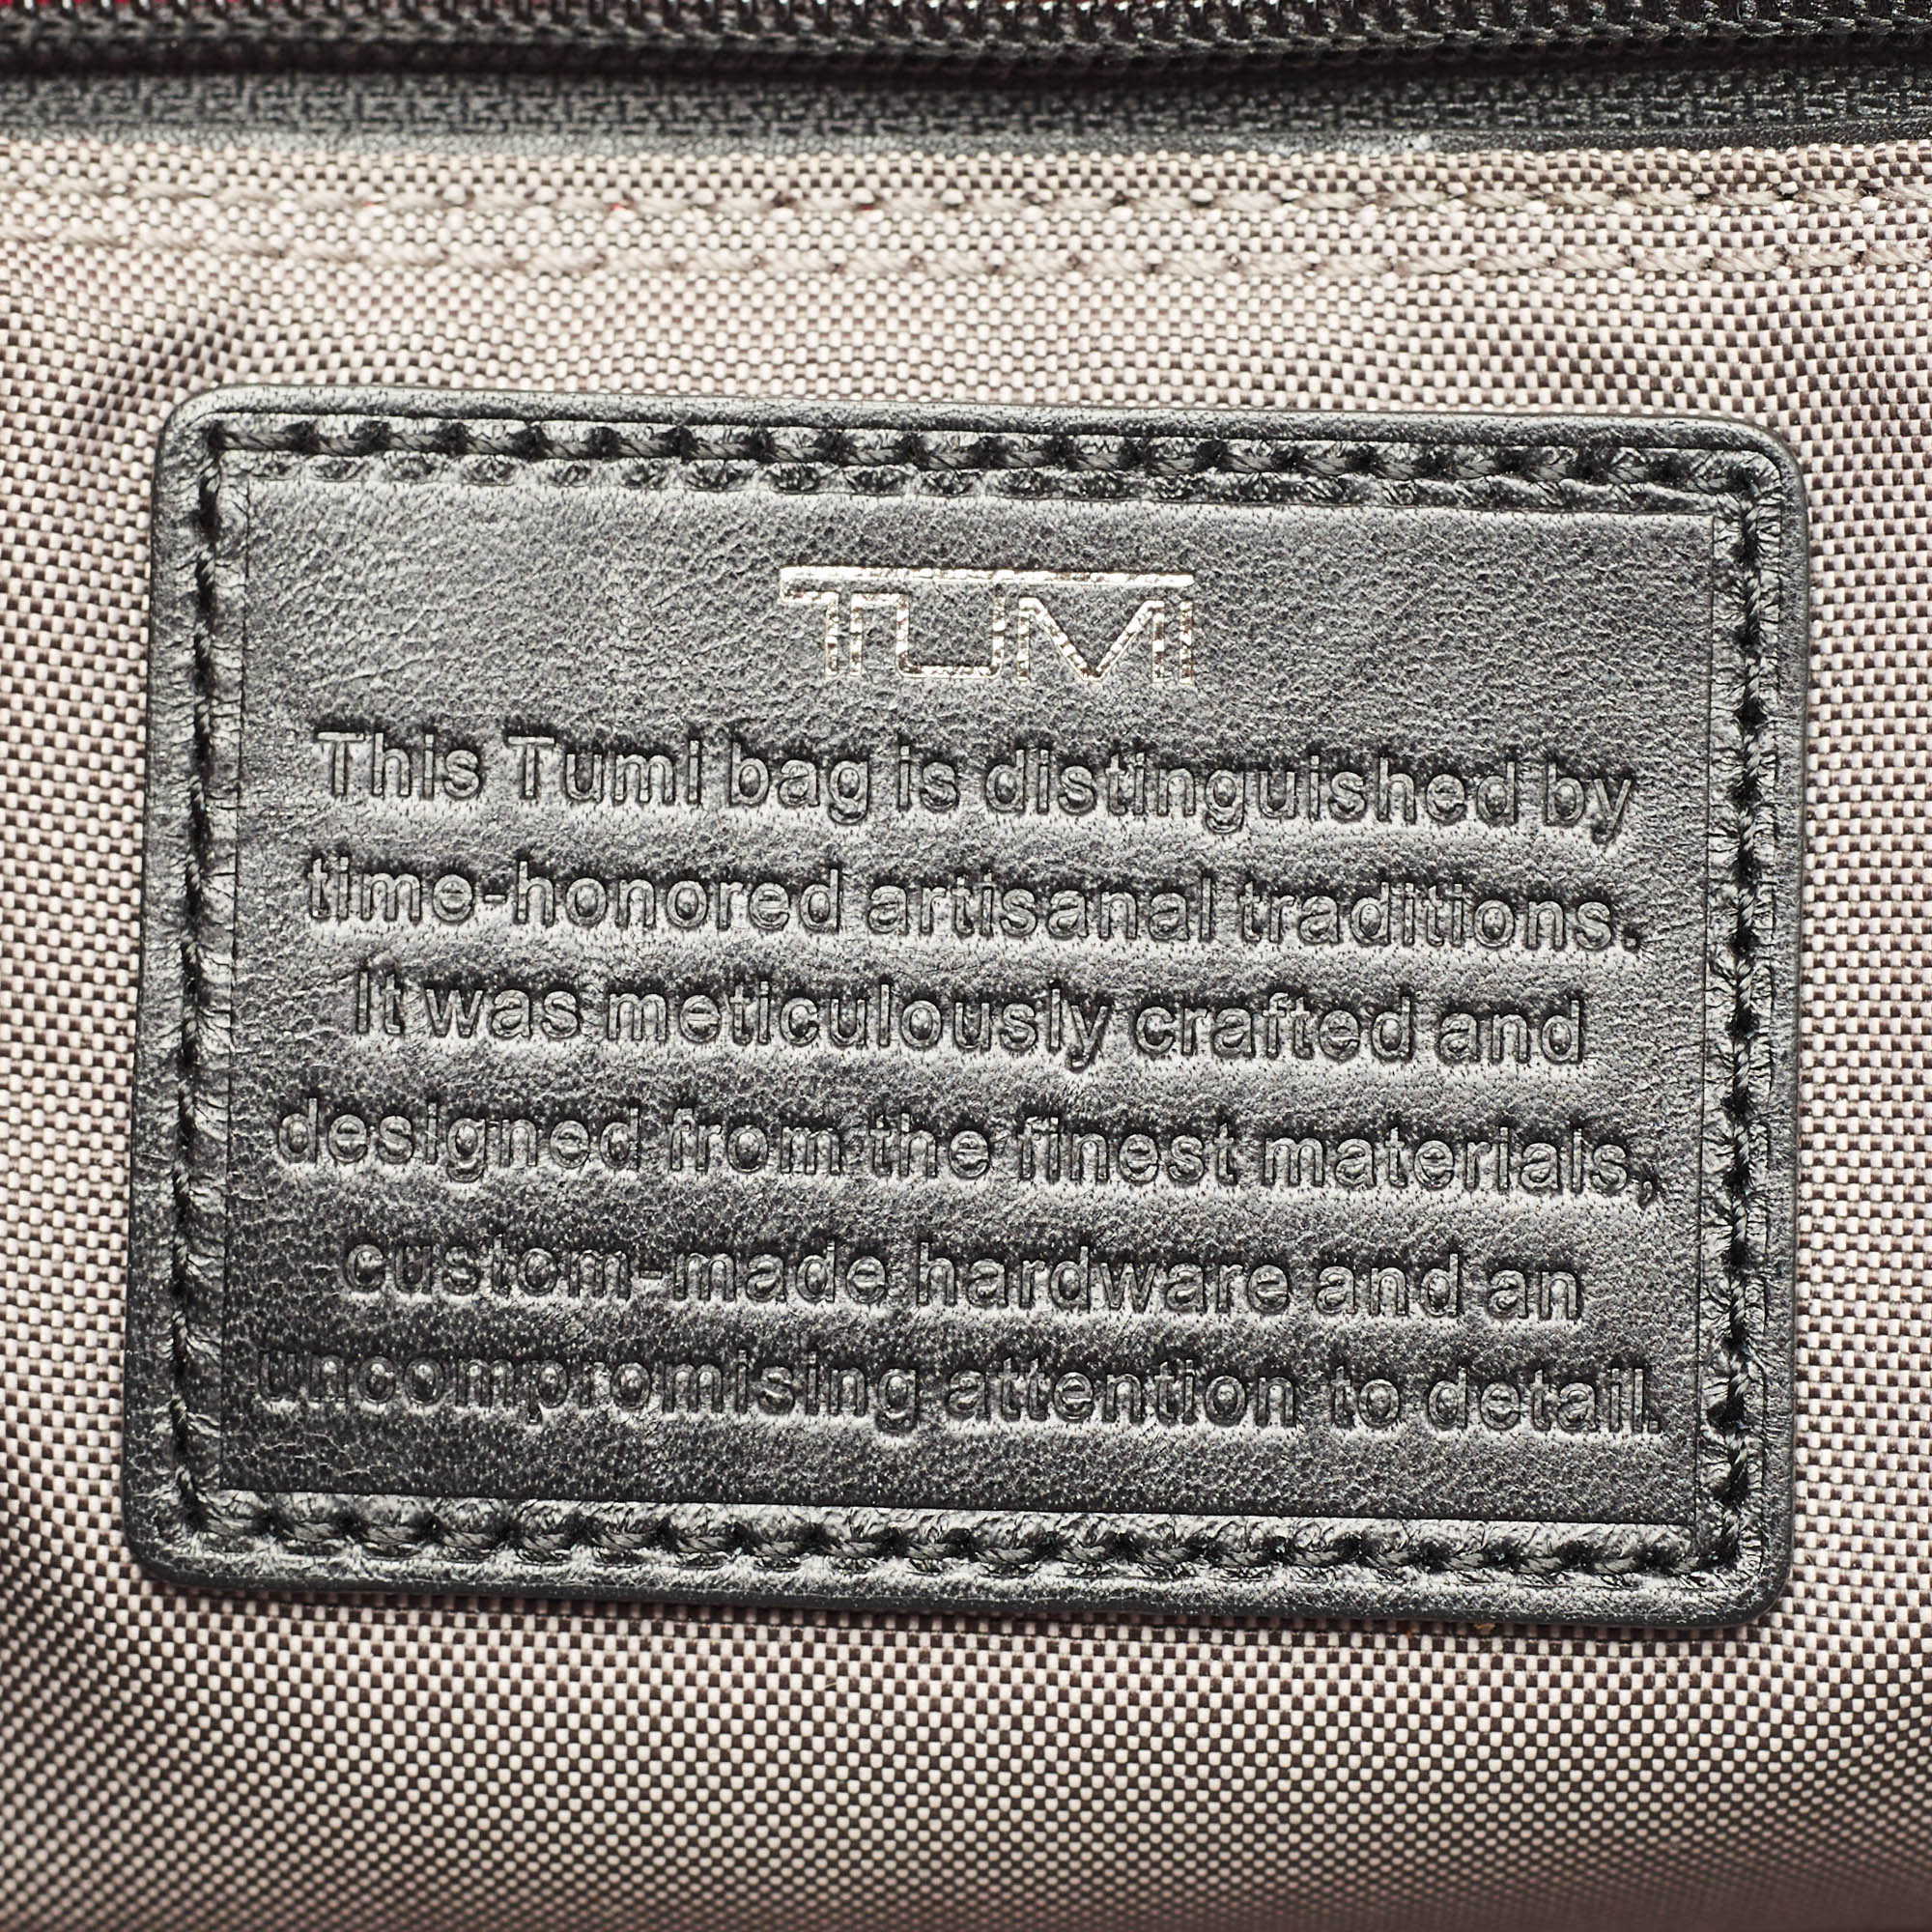 TUMI
This Tumi bag is distinguished by
time-honored artisanal traditions.
It was meticulously crafted and
designed from the finest materials,
custom-made hardware and an
uncompromising attention to detail.